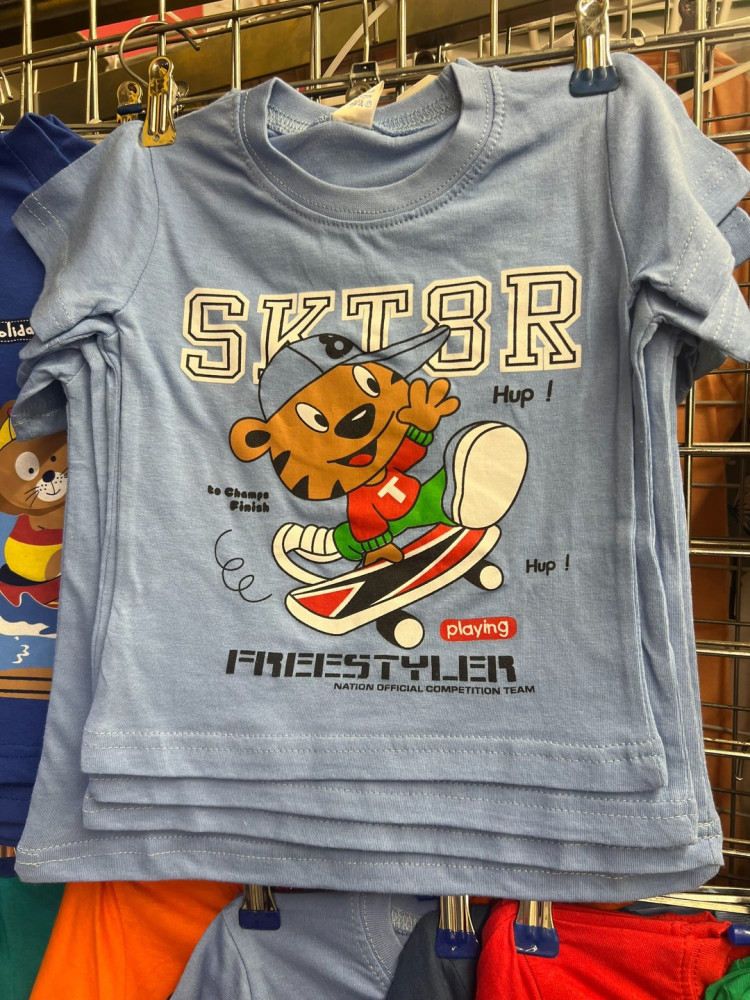 SKT8R
Hup !
T
to Champs
Finish
Hup !
playing
FREESTYLER
NATION OFFICIAL COMPETITION TEAM